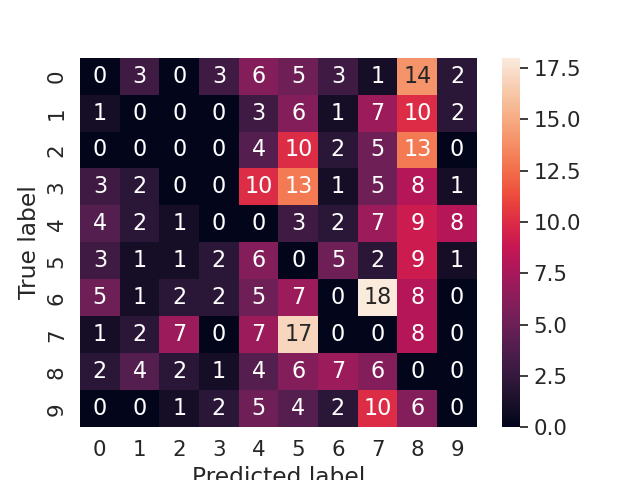 0 0 3 0 3 6 5 3 1 14 2
1 1 0 0 0 3 6 1 7 10 2
2 0 0 0 0 4 10 2 5 13 0
3 3 2 0 0 10 13 1 5 8 1
4 4 2 1 0 0 3 2 7 9 8
5 3 1 1 2 6 0 5 2 9 1
6 5 1 2 2 5 7 0 18 8 0
7 1 2 7 0 7 17 0 0 8 0
8 2 4 2 1 4 6 7 6 0 0
9 0 0 1 2 5 4 2 10 6 0
0 1 2 3 4 5 6 7 8 9
Predicted label
True label
17.5
15.0
12.5
10.0
7.5
5.0
2.5
0.0